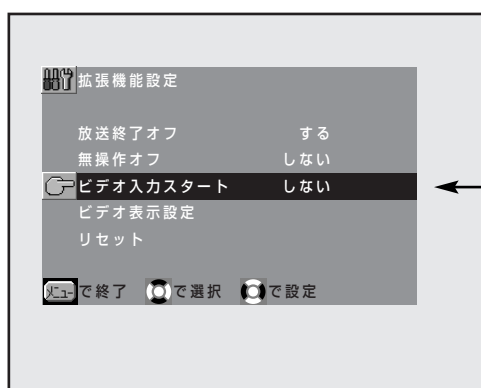 拡張機能設定
放送終了オフ する
無操作オフ しない
ビデオ入力スタート しない
ビデオ表示設定
リセット
メニューで終了 で選択 で設定